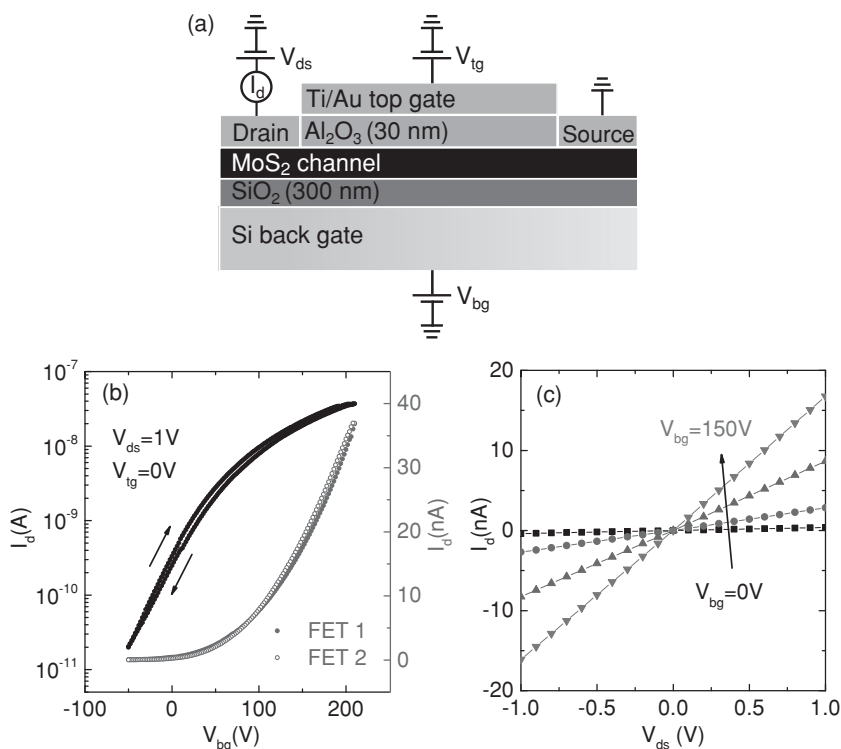 (a)
V_ds
I_d
V_tg
Ti/Au top gate
Drain
Al₂O₃ (30 nm)
Source
MoS₂ channel
SiO₂ (300 nm)
Si back gate
V_bg
(b)
10⁻⁷
10⁻⁸
10⁻⁹
10⁻¹⁰
10⁻¹¹
I_d(A)
V_ds=1V
V_tg=0V
40
30
20
10
0
I_d(nA)
FET 1
FET 2
-100 0 100 200
V_bg(V)
(c)
20
10
0
-10
-20
I_d(nA)
V_bg=150V
V_bg=0V
-1.0 -0.5 0.0 0.5 1.0
V_ds (V)